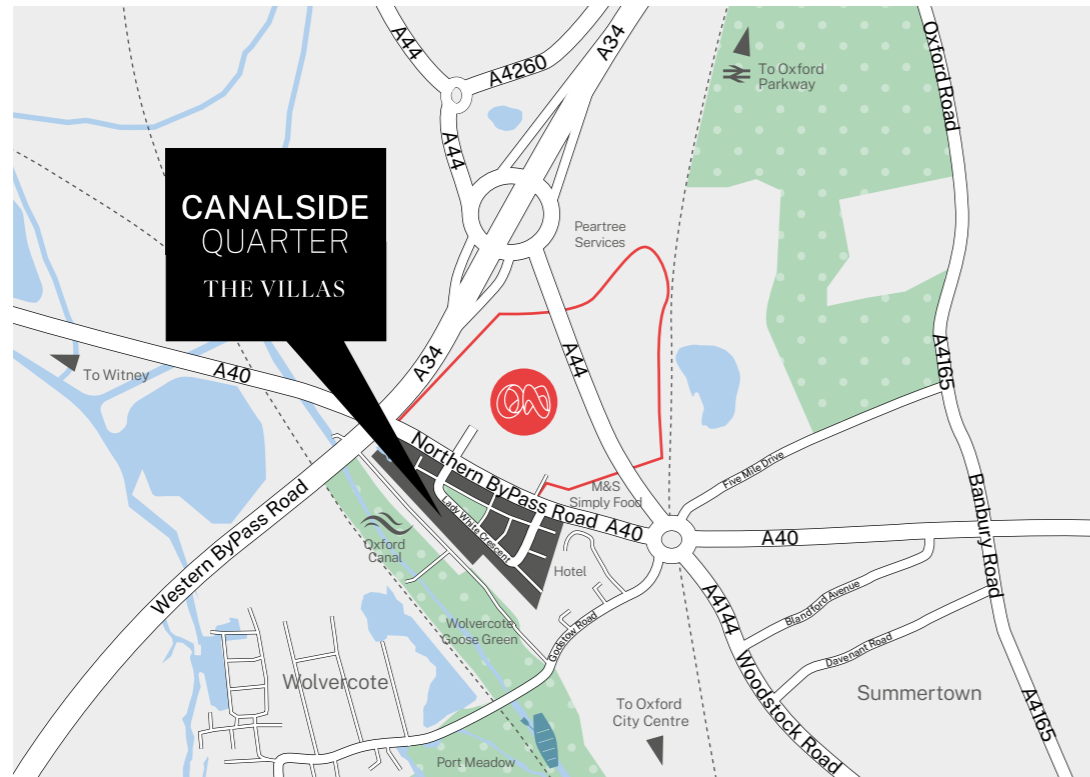 A44
A4260
A34
Oxford Road
To Oxford
Parkway
A44
CANALSIDE
QUARTER
THE VILLAS
Peartree
Services
A34
A44
A4165
To Witney
A40
Northern ByPass Road A40
Five Mile Drive
M&S
Simply Food
Lady White Crescent
Western ByPass Road
Oxford
Canal
Hotel
A40
Banbury Road
Blandford Avenue
A4144
Wolvercote
Goose Green
Godstow Road
Davenant Road
Woodstock Road
Wolvercote
Summertown
To Oxford
City Centre
A4165
Port Meadow